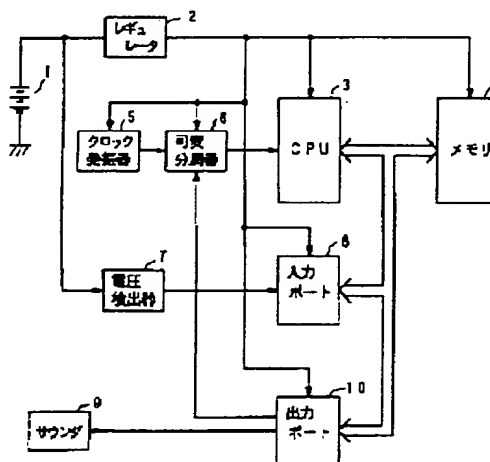 2
レギュ
レータ
1
3
5
6
クロック
発振器
可変
分周器
CPU
メモリ
7
8
電圧
検出器
入力
ポート
9
10
サウンダ
出力
ポート